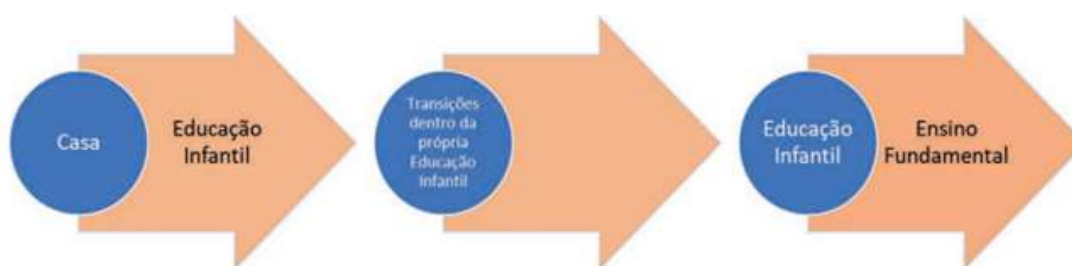 Casa
Educação
Infantil
Transições
dentro da
própria
Educação
Infantil
Educação
Infantil
Ensino
Fundamental